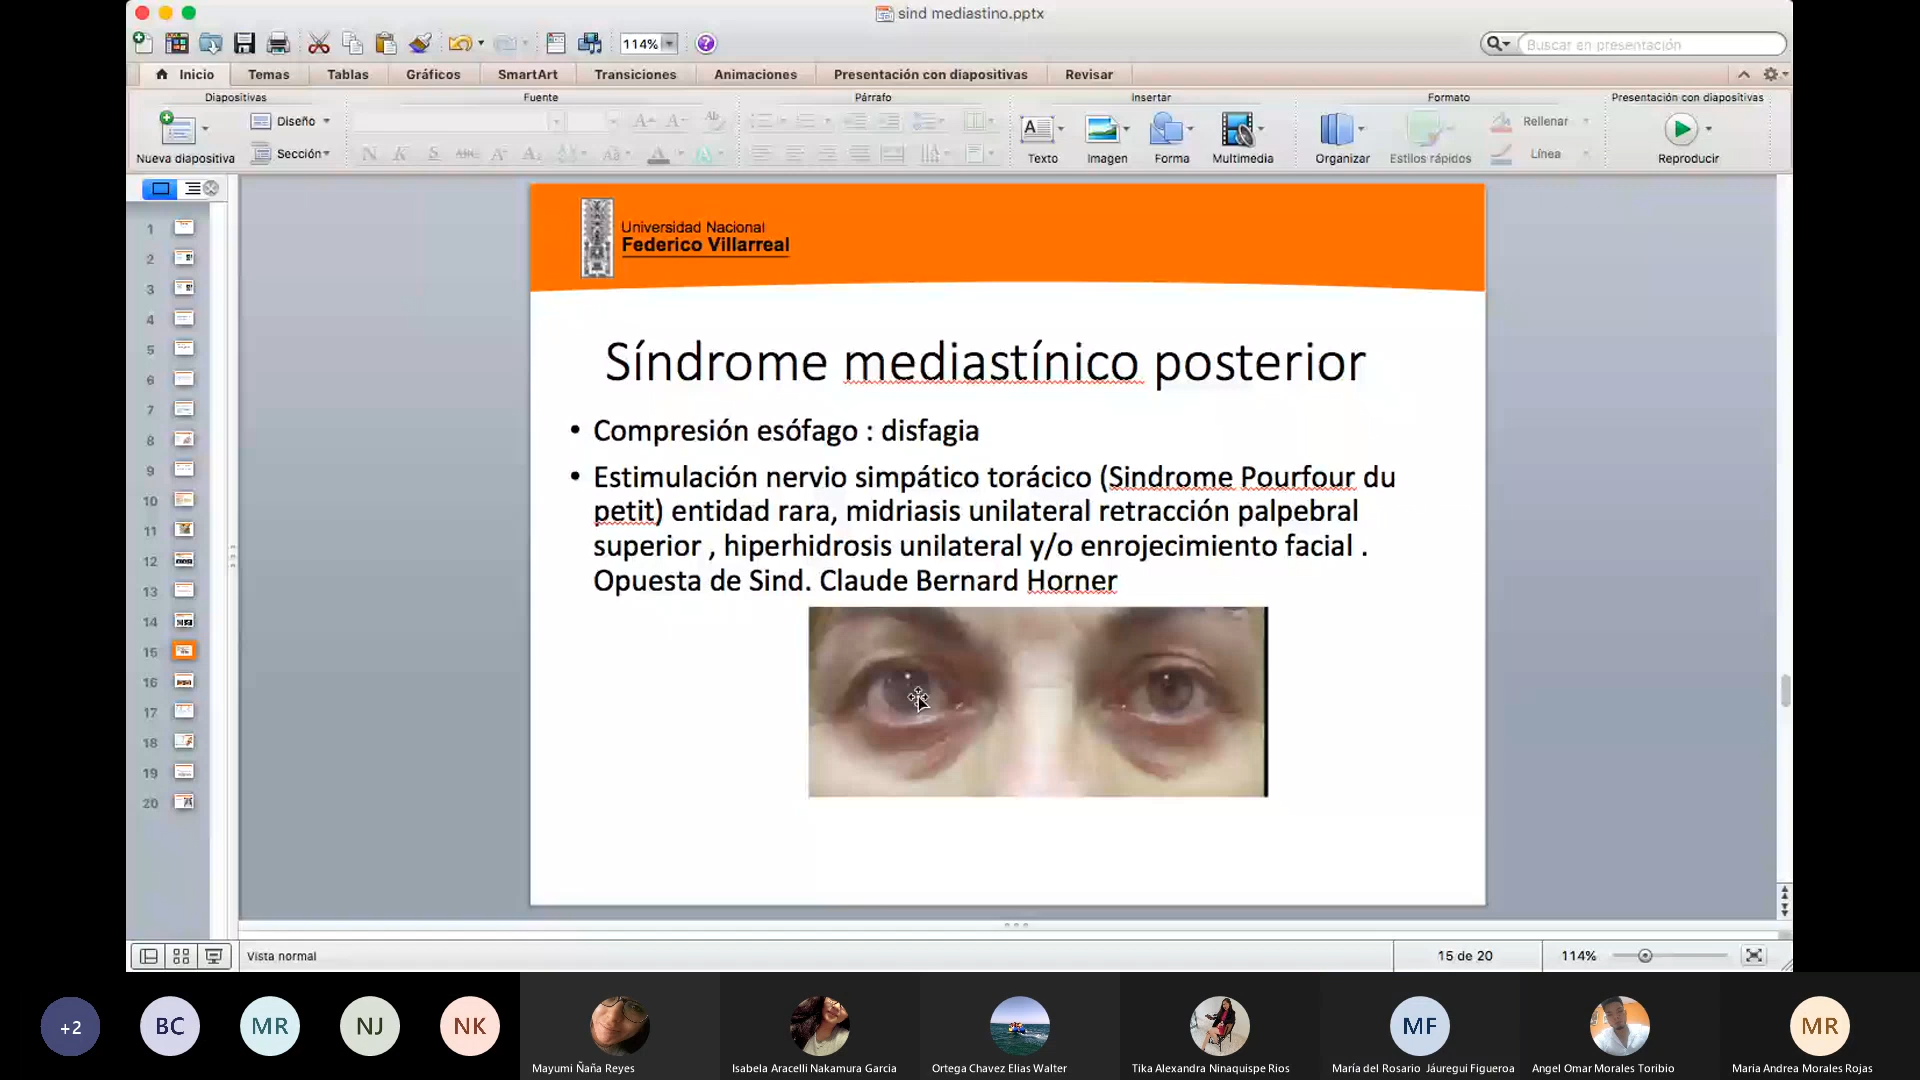 sind mediastino.pptx
114%
Buscar en presentación
Inicio
Temas
Tablas
Gráficos
SmartArt
Transiciones
Animaciones
Presentación con diapositivas
Revisar
Diapositivas
Fuente
Párrafo
Insertar
Formato
Presentación con diapositivas
Nueva diapositiva
Diseño
Sección
Texto
Imagen
Forma
Multimedia
Organizar
Estilos rápidos
Rellenar
Línea
Reproducir
1
2
3
4
5
6
7
8
9
10
11
12
13
14
15
16
17
18
19
20
Universidad Nacional
Federico Villarreal
Síndrome mediastínico posterior
• Compresión esófago : disfagia
• Estimulación nervio simpático torácico (Sindrome Pourfour du
petit) entidad rara, midriasis unilateral retracción palpebral
superior , hiperhidrosis unilateral y/o enrojecimiento facial .
Opuesta de Sind. Claude Bernard Horner
Vista normal
15 de 20
114%
+2
BC
MR
NJ
NK
MF
MR
Mayumi Ñaña Reyes
Isabela Aracelli Nakamura Garcia
Ortega Chavez Elias Walter
Tika Alexandra Ninaquispe Rios
María del Rosario Jáuregui Figueroa
Angel Omar Morales Toribio
Maria Andrea Morales Rojas